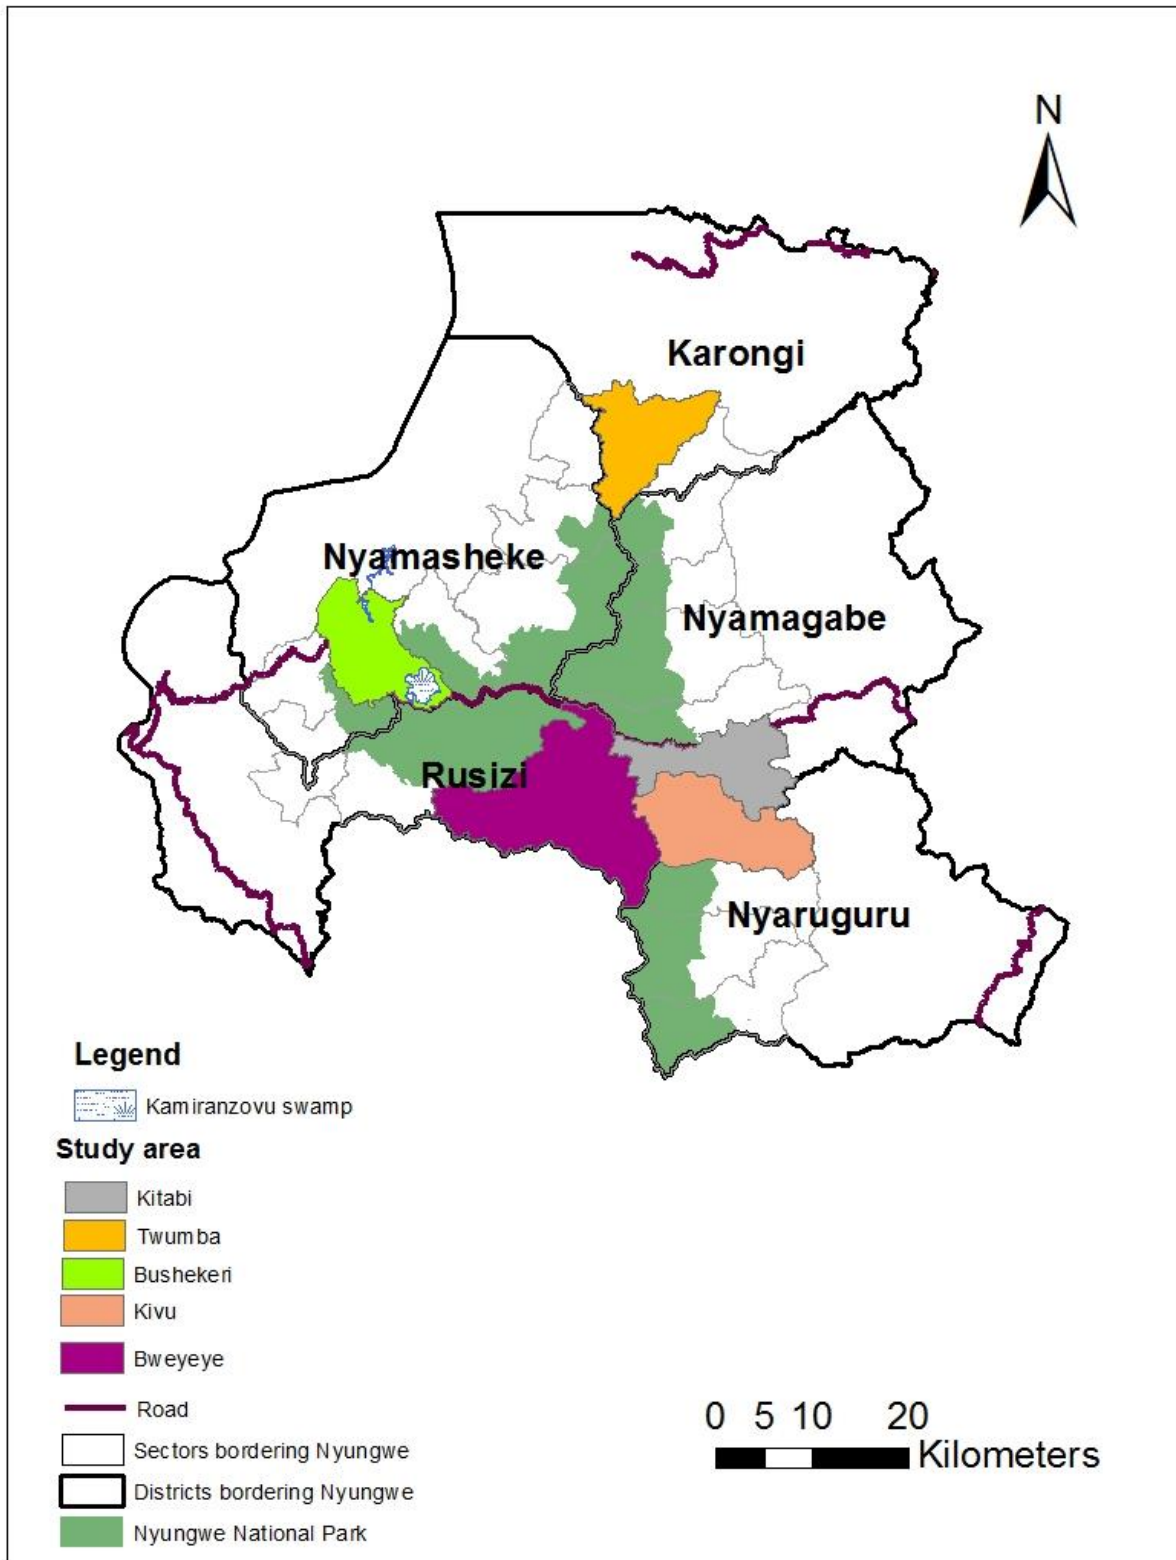 N
Karongi
Nyamasheke
Nyamagabe
Rusizi
Nyaruguru
Legend
Kamiranzovu swamp
Study area
Kitabi
Twumba
Bushekeri
Kivu
Bweyeye
Road
Sectors bordering Nyungwe
Districts bordering Nyungwe
Nyungwe National Park
0 5 10 20
Kilometers